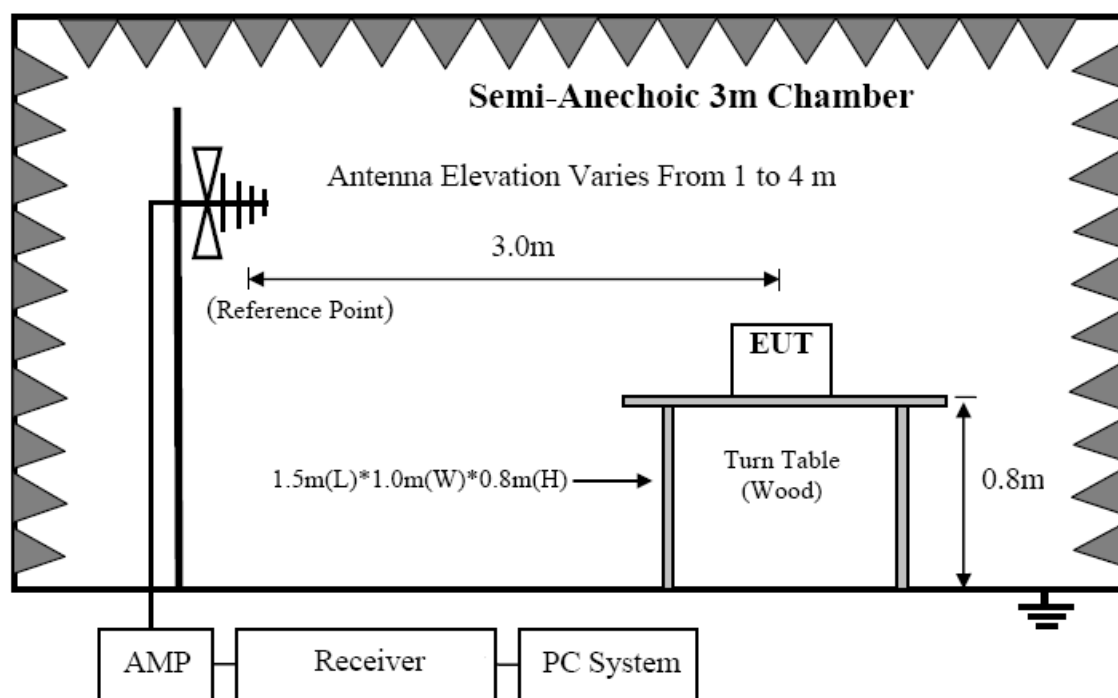 Semi-Anechoic 3m Chamber
Antenna Elevation Varies From 1 to 4 m
3.0m
(Reference Point)
EUT
1.5m(L)*1.0m(W)*0.8m(H)
Turn Table
(Wood)
0.8m
AMP
Receiver
PC System